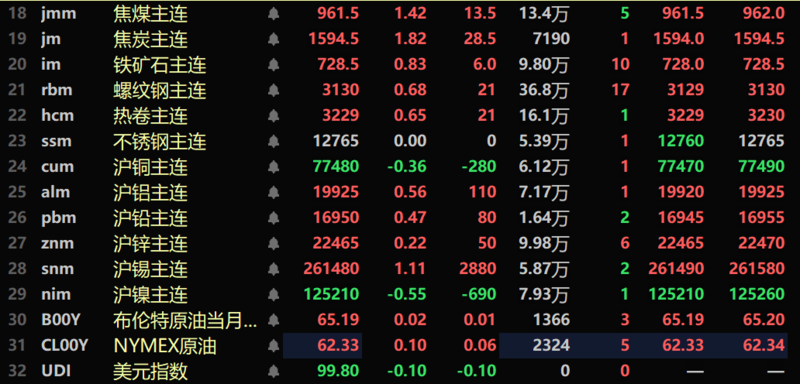 18 jmm 焦煤主连 961.5 1.42 13.5 13.4万 5 961.5 962.0
19 jm 焦炭主连 1594.5 1.82 28.5 7190 1 1594.0 1594.5
20 im 铁矿石主连 728.5 0.83 6.0 9.80万 10 728.0 728.5
21 rbm 螺纹钢主连 3130 0.68 21 36.8万 17 3129 3130
22 hcm 热卷主连 3229 0.65 21 16.1万 1 3229 3230
23 ssm 不锈钢主连 12765 0.00 0 5.39万 1 12760 12765
24 cum 沪铜主连 77480 -0.36 -280 6.12万 1 77470 77490
25 alm 沪铝主连 19925 0.56 110 7.17万 1 19920 19925
26 pbm 沪铅主连 16950 0.47 80 1.64万 2 16945 16955
27 znm 沪锌主连 22465 0.22 50 9.98万 6 22465 22470
28 snm 沪锡主连 261480 1.11 2880 5.87万 2 261490 261580
29 nim 沪镍主连 125210 -0.55 -690 7.93万 1 125210 125260
30 B00Y 布伦特原油当月... 65.19 0.02 0.01 1366 3 65.19 65.20
31 CL00Y NYMEX原油 62.33 0.10 0.06 2324 5 62.33 62.34
32 UDI 美元指数 99.80 -0.10 -0.10 0 0 — —